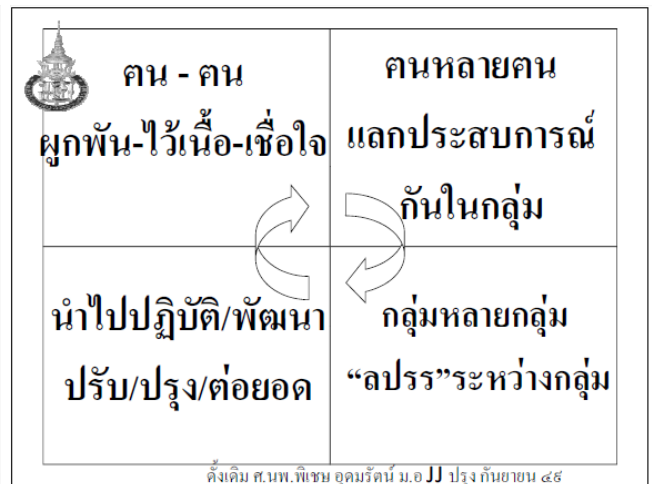 ฅน - ฅน
ผูกพัน-ไว้เนื้อ-เชื่อใจ
ฅนหลายฅน
แลกประสบการณ์
กันในกลุ่ม
นำไปปฏิบัติ/พัฒนา
ปรับ/ปรุง/ต่อยอด
กลุ่มหลายกลุ่ม
“ลปรร”ระหว่างกลุ่ม
ดั้งเดิม ศ.นพ.พิเชษ อุดมรัตน์ ม.อ JJ ปรุง กันยายน ๔๙